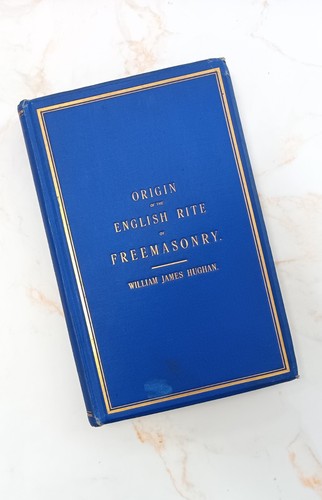 ORIGIN
OF THE
ENGLISH RITE
OF
FREEMASONRY.
WILLIAM JAMES HUGHAN.